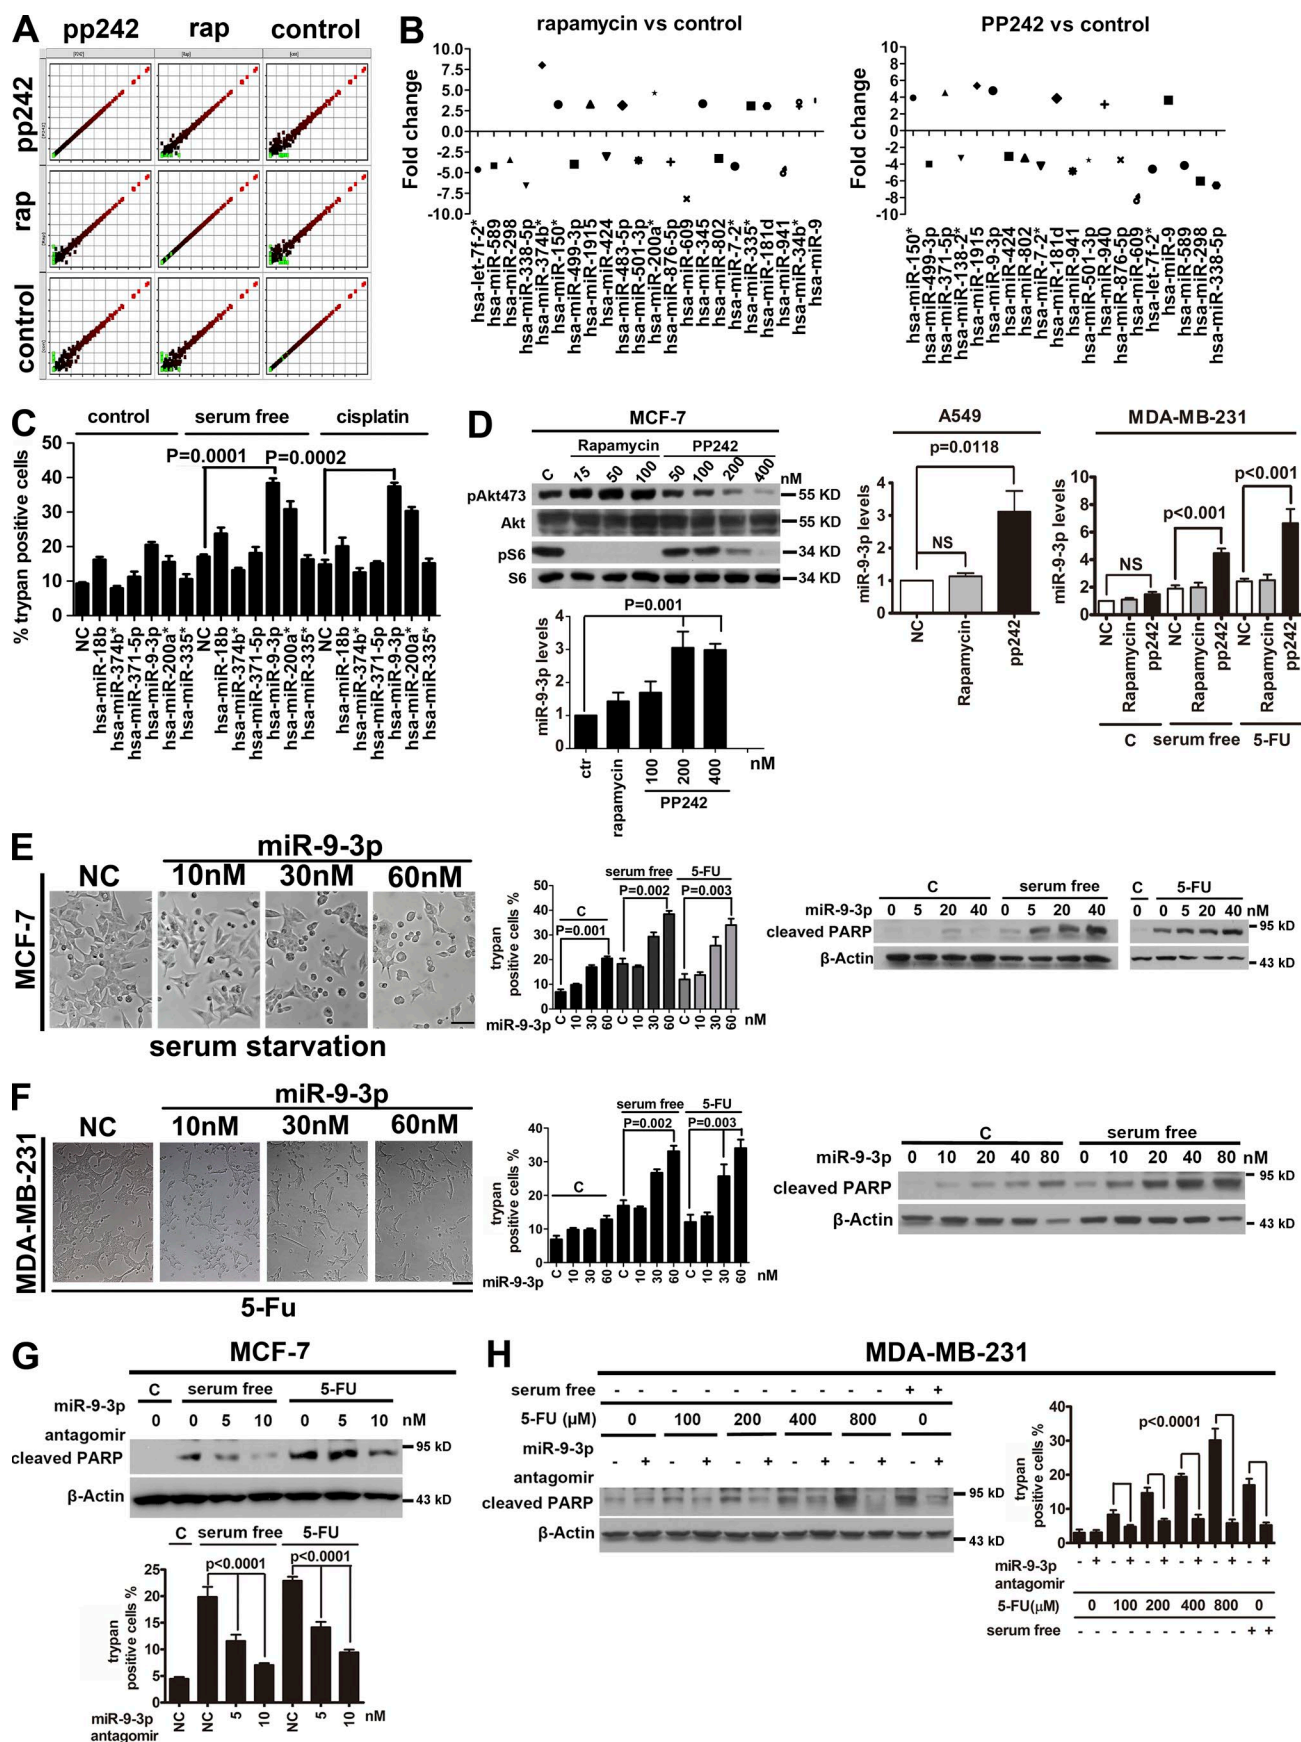 A
pp242
rap
control
pp242
rap
control
B
rapamycin vs control
Fold change
10.0
7.5
5.0
2.5
0.0
-2.5
-5.0
-7.5
-10.0
hsa-let-7f-2*
hsa-miR-589
hsa-miR-298
hsa-miR-338-5p
hsa-miR-374b*
hsa-miR-150*
hsa-miR-499-3p
hsa-miR-1915
hsa-miR-424
hsa-miR-483-5p
hsa-miR-501-3p
hsa-miR-200a*
hsa-miR-876-5p
hsa-miR-609
hsa-miR-345
hsa-miR-802
hsa-miR-7-2*
hsa-miR-335*
hsa-miR-181d
hsa-miR-941
hsa-miR-34b*
hsa-miR-9
PP242 vs control
Fold change
10
8
6
4
2
0
-2
-4
-6
-8
-10
hsa-miR-150*
hsa-miR-499-3p
hsa-miR-371-5p
hsa-miR-138-2*
hsa-miR-1915
hsa-miR-9-3p
hsa-miR-424
hsa-miR-802
hsa-miR-7-2*
hsa-miR-181d
hsa-miR-941
hsa-miR-501-3p
hsa-miR-940
hsa-miR-876-5p
hsa-miR-609
hsa-let-7f-2*
hsa-miR-9
hsa-miR-589
hsa-miR-298
hsa-miR-338-5p
C
control serum free cisplatin
P=0.0001 P=0.0002
% trypan positive cells
50
40
30
20
10
0
NC
hsa-miR-18b
hsa-miR-374b*
hsa-miR-371-5p
hsa-miR-9-3p
hsa-miR-200a*
hsa-miR-335*
NC
hsa-miR-18b
hsa-miR-374b*
hsa-miR-371-5p
hsa-miR-9-3p
hsa-miR-200a*
hsa-miR-335*
NC
hsa-miR-18b
hsa-miR-374b*
hsa-miR-371-5p
hsa-miR-9-3p
hsa-miR-200a*
hsa-miR-335*
D
MCF-7
Rapamycin PP242
C 15 50 100 50 100 200 400 nM
pAkt473 55 KD
Akt 55 KD
pS6 34 KD
S6 34 KD
P=0.001
miR-9-3p levels
4
3
2
1
0
ctr
rapamycin
100
200
400
nM
PP242
A549
p=0.0118
NS
miR-9-3p levels
4
3
2
1
0
NC
Rapamycin
pp242
MDA-MB-231
p<0.001
p<0.001
NS
miR-9-3p levels
10
8
6
4
2
0
NC
Rapamycin
pp242
NC
Rapamycin
pp242
NC
Rapamycin
pp242
C serum free 5-FU
E
miR-9-3p
NC 10nM 30nM 60nM
MCF-7
serum starvation
serum free 5-FU
P=0.002 P=0.003
C
P=0.001
trypan
positive cells %
50
40
30
20
10
0
miR-9-3p C 10 30 60 C 10 30 60 C 10 30 60 nM
C serum free C 5-FU
miR-9-3p 0 5 20 40 0 5 20 40 0 0 5 20 40 nM
cleaved PARP 95 kD
β-Actin 43 kD
F
miR-9-3p
NC 10nM 30nM 60nM
MDA-MB-231
5-Fu
serum free 5-FU
P=0.002 P=0.003
C
trypan
positive cells %
40
30
20
10
0
miR-9-3p C 10 30 60 C 10 30 60 C 10 30 60 nM
C serum free
miR-9-3p 0 10 20 40 80 0 10 20 40 80 nM
cleaved PARP 95 kD
β-Actin 43 kD
G
MCF-7
C serum free 5-FU
miR-9-3p
0 0 5 10 0 5 10 nM
antagomir
cleaved PARP 95 kD
β-Actin 43 kD
C serum free 5-FU
p<0.0001 p<0.0001
trypan
positive cells %
25
20
15
10
5
0
miR-9-3p
antagomir
NC NC 5 10 NC 5 10 nM
H
MDA-MB-231
serum free - - - - - - - - - - + +
5-FU (µM) 0 100 200 400 800 0
miR-9-3p
antagomir
- + - + - + - + - + - +
cleaved PARP 95 kD
β-Actin 43 kD
p<0.0001
trypan
positive cells %
40
30
20
10
0
miR-9-3p
antagomir
- + - + - + - + - + - +
5-FU(µM) 0 100 200 400 800 0
serum free - - - - - - - - - - + +